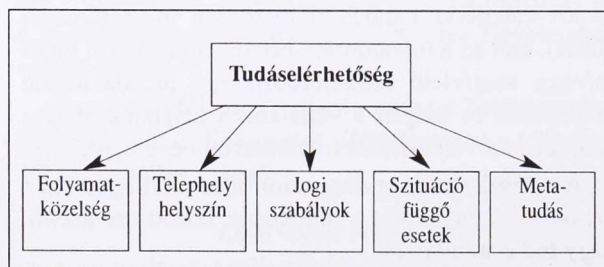 Tudáselérhetőség
Folyamat-
közelség
Telephely
helyszín
Jogi
szabályok
Szituáció
függő
esetek
Meta-
tudás